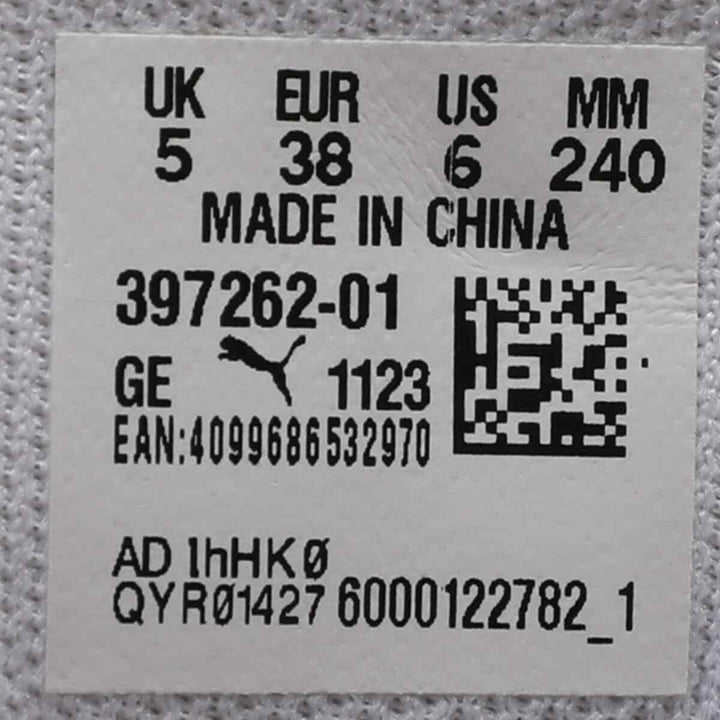 UK EUR US MM
5 38 6 240
MADE IN CHINA
397262-01
GE 1123
EAN:4099686532970
AD 1hHKØ
QYRØ1427 6000122782_1